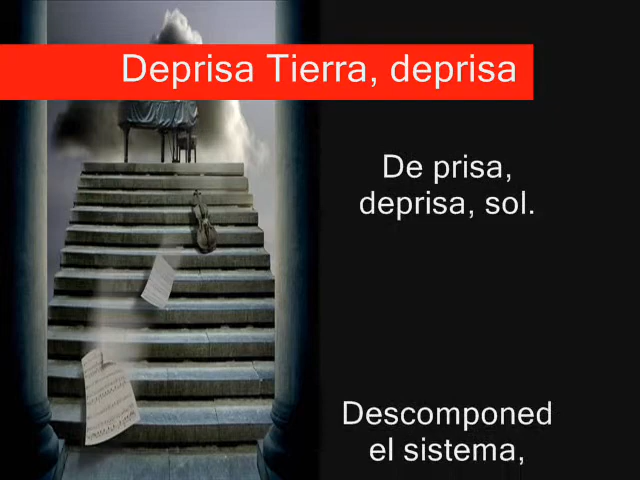 Deprisa Tierra, deprisa
De prisa,
deprisa, sol.
Descomponed
el sistema,